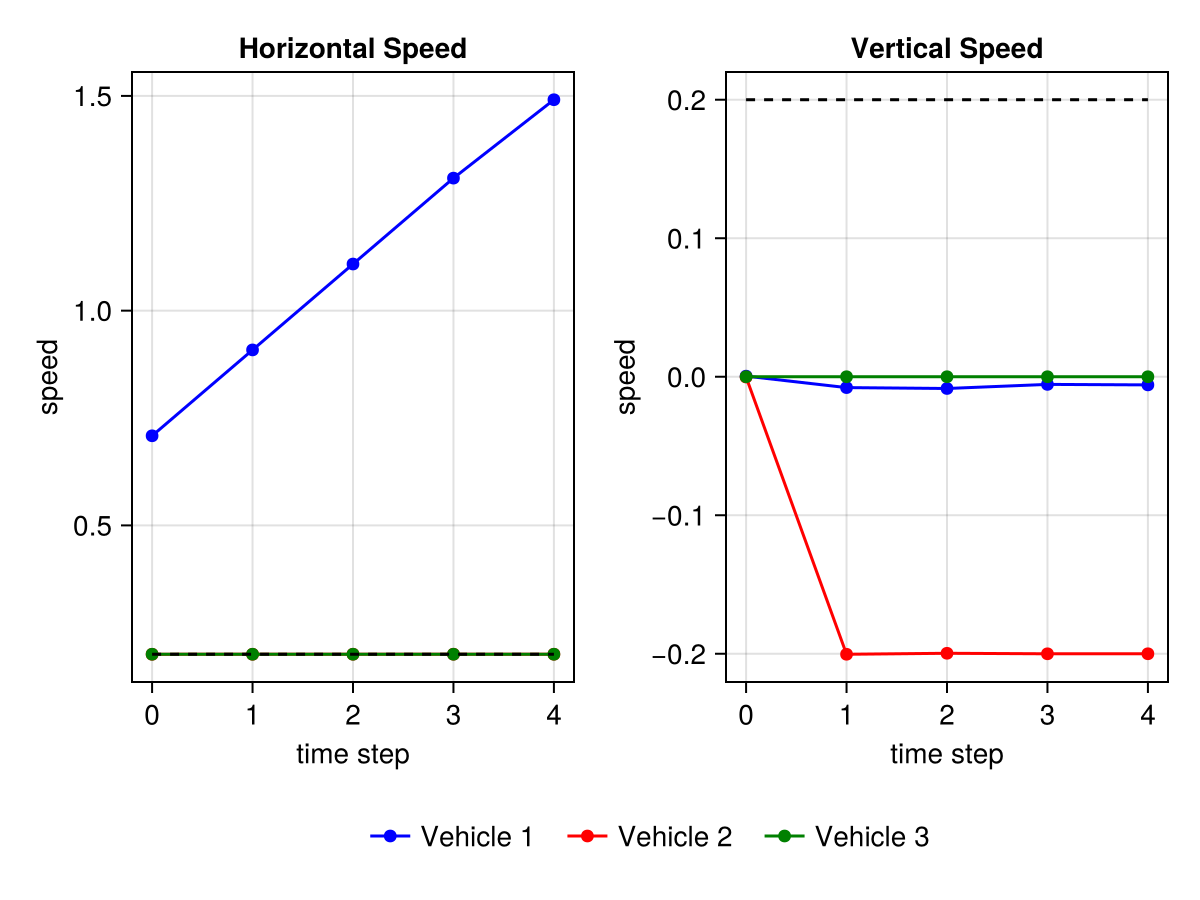 Horizontal Speed
Vertical Speed
speed
1.5
1.0
0.5
0
1
2
3
4
time step
speed
0.2
0.1
0.0
−0.1
−0.2
0
1
2
3
4
time step
Vehicle 1
Vehicle 2
Vehicle 3